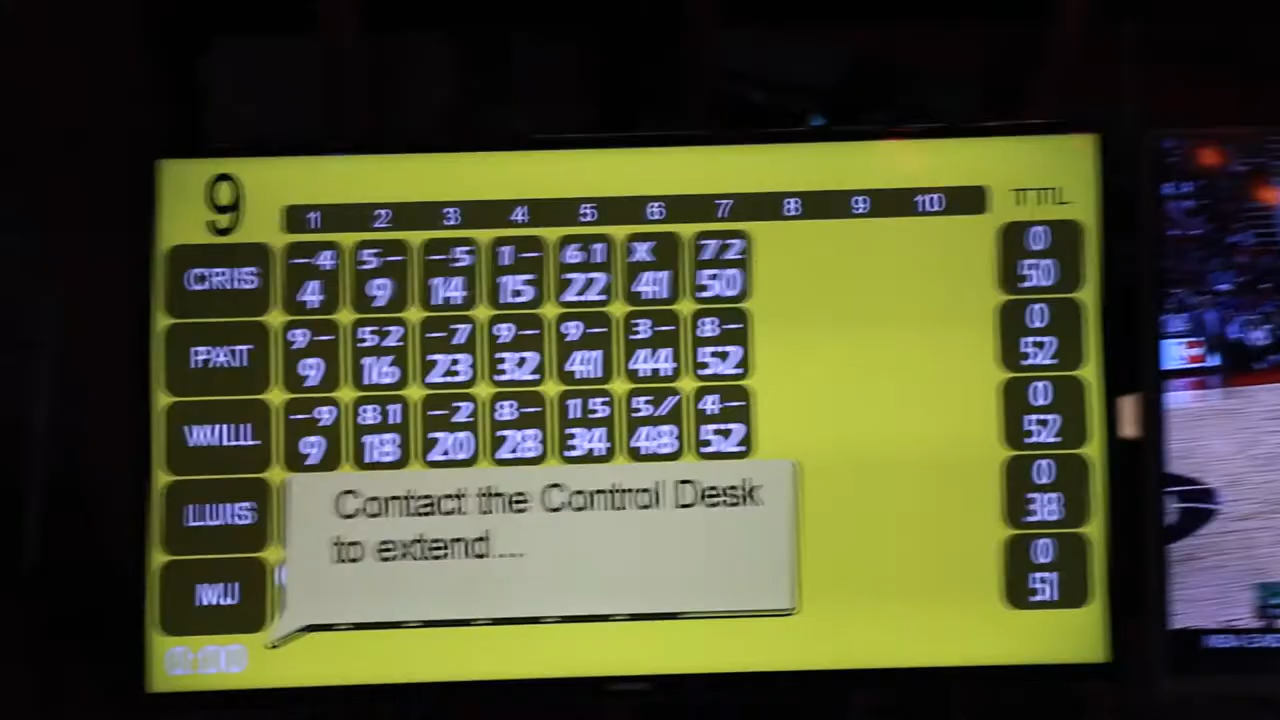 9
1 2 3 4 5 6 7 8 9 10 TTL
CRIS -4 5- -5 1- 61 X 72 0
4 9 14 15 22 41 50 50
PAT 9- 52 -7 9- 9- 3- 8- 0
9 16 23 32 41 44 52 52
WILL -9 81 -2 8- 15 5/ 4- 0
9 18 20 28 34 48 52 52
LUIS 0
38
0
51
Contact the Control Desk
to extend....